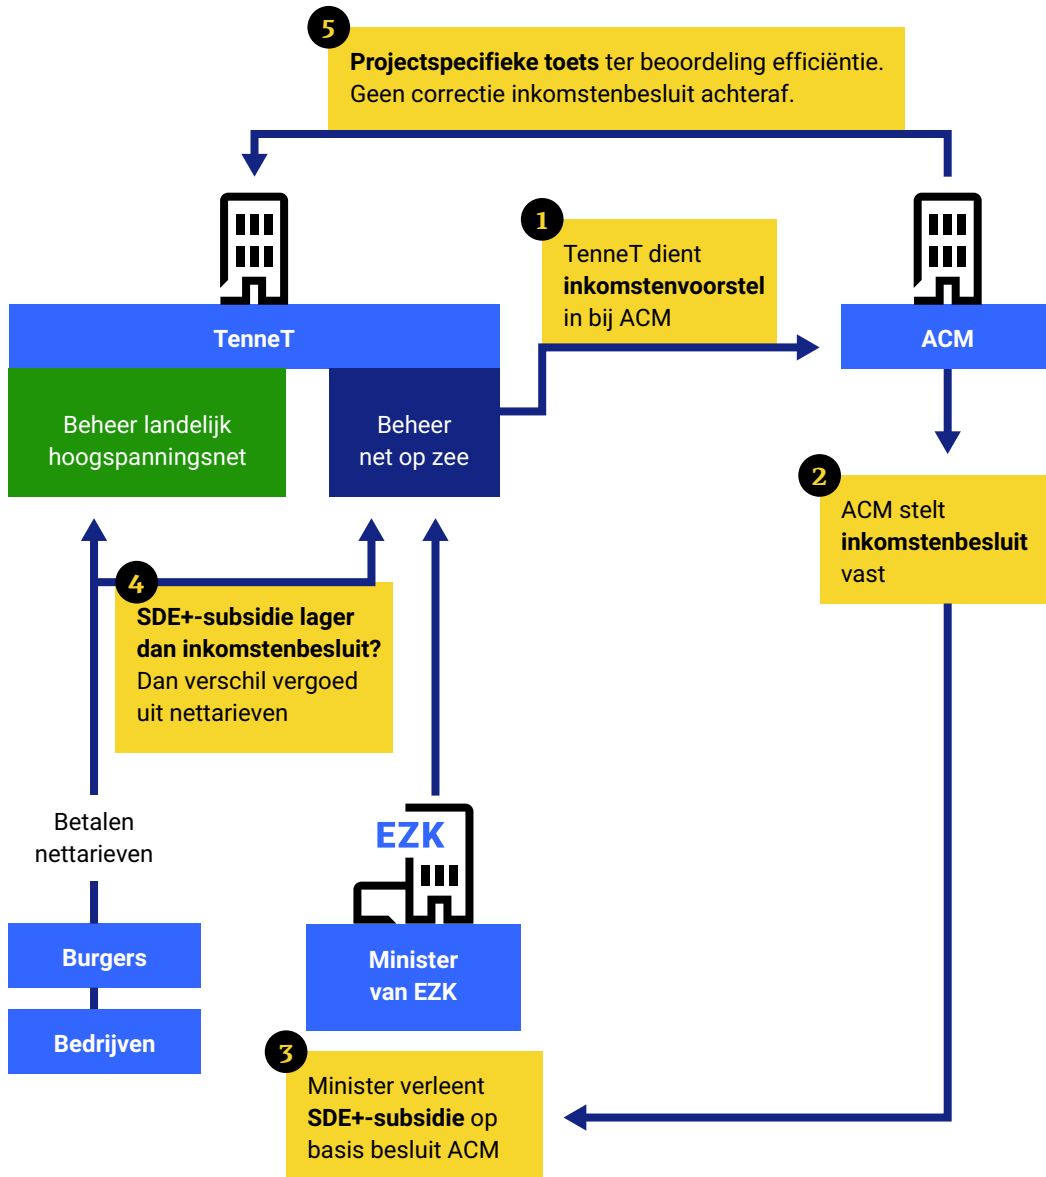 5
Projectspecifieke toets ter beoordeling efficiëntie.
Geen correctie inkomstenbesluit achteraf.
1
TenneT dient
inkomstenvoorstel
in bij ACM
TenneT
ACM
Beheer landelijk
hoogspanningsnet
Beheer
net op zee
2
ACM stelt
inkomstenbesluit
vast
4
SDE+-subsidie lager
dan inkomstenbesluit?
Dan verschil vergoed
uit nettarieven
Betalen
nettarieven
EZK
Burgers
Bedrijven
Minister
van EZK
3
Minister verleent
SDE+-subsidie op
basis besluit ACM